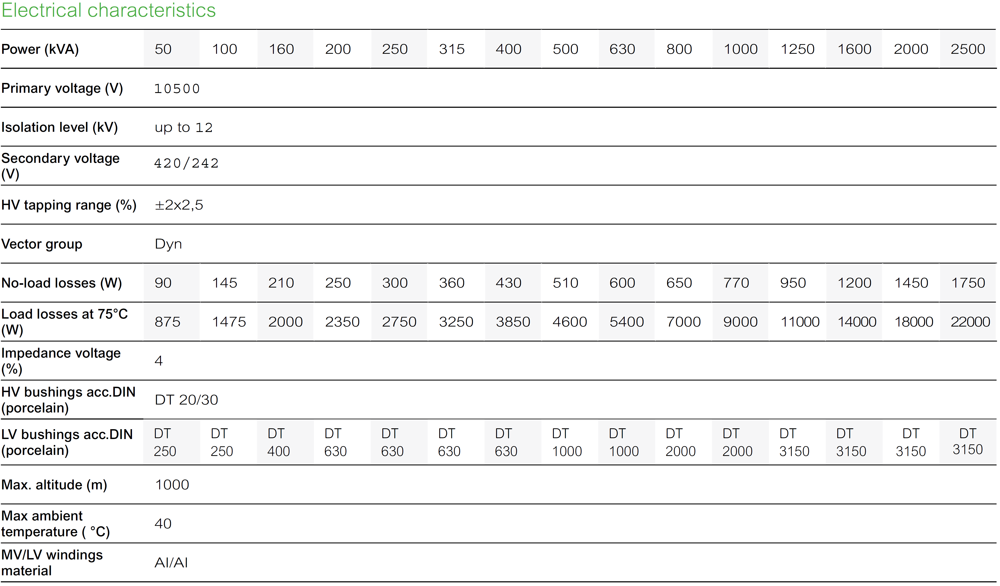 Electrical characteristics
Power (kVA) 50 100 160 200 250 315 400 500 630 800 1000 1250 1600 2000 2500
Primary voltage (V) 10500
Isolation level (kV) up to 12
Secondary voltage
(V) 420/242
HV tapping range (%) ±2x2,5
Vector group Dyn
No-load losses (W) 90 145 210 250 300 360 430 510 600 650 770 950 1200 1450 1750
Load losses at 75°C
(W) 875 1475 2000 2350 2750 3250 3850 4600 5400 7000 9000 11000 14000 18000 22000
Impedance voltage
(%) 4
HV bushings acc.DIN
(porcelain) DT 20/30
LV bushings acc.DIN DT DT DT DT DT DT DT DT DT DT DT DT DT DT DT
(porcelain) 250 250 400 630 630 630 630 1000 1000 2000 2000 3150 3150 3150 3150
Max. altitude (m) 1000
Max ambient
temperature ( °C) 40
MV/LV windings
material Al/Al